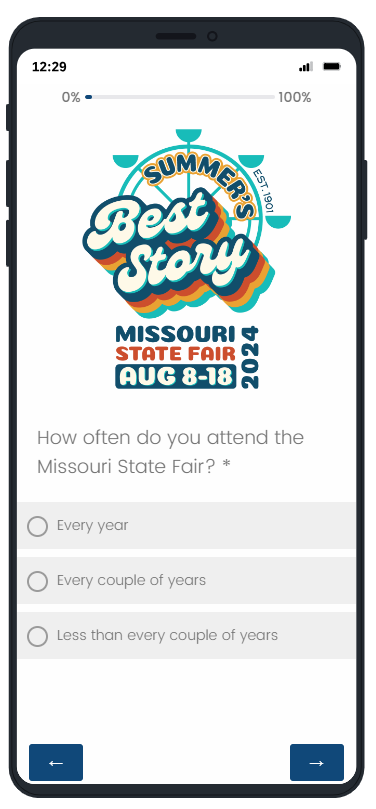 12:29
0% 100%
SUMMER'S
EST. 1901
Best
Story
MISSOURI
STATE FAIR
AUG 8-18
2024
How often do you attend the
Missouri State Fair? *
Every year
Every couple of years
Less than every couple of years
← →